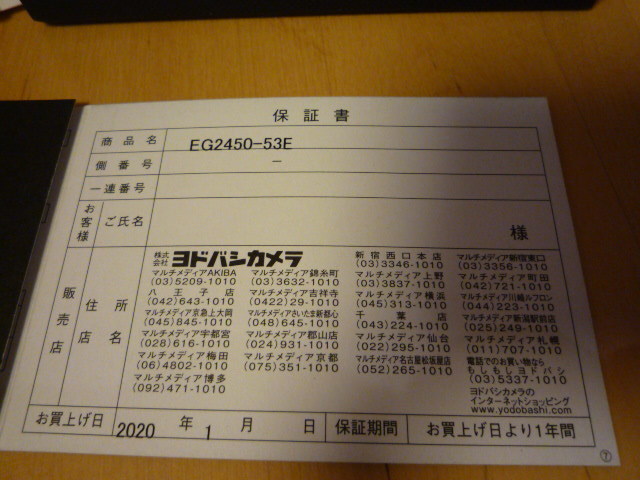 保証書
商品名 EG2450-53E
側番号 －
一連番号
お客様 ご氏名 様
販売店 住所 店名
株式会社 ヨドバシカメラ
マルチメディアAKIBA
(03)5209-1010
八王子店
(042)643-1010
マルチメディア京急上大岡
(045)845-1010
マルチメディア宇都宮
(028)616-1010
マルチメディア梅田
(06)4802-1010
マルチメディア博多
(092)471-1010
マルチメディア錦糸町
(03)3632-1010
マルチメディア吉祥寺
(0422)29-1010
マルチメディアさいたま新都心
(048)645-1010
マルチメディア郡山店
(024)931-1010
マルチメディア京都
(075)351-1010
新宿西口本店
(03)3346-1010
マルチメディア上野
(03)3837-1010
マルチメディア横浜
(045)313-1010
千葉店
(043)224-1010
マルチメディア仙台
(022)295-1010
マルチメディア名古屋松坂屋店
(052)265-1010
マルチメディア新宿東口
(03)3356-1010
マルチメディア町田
(042)721-1010
マルチメディア川崎ルフロン
(044)223-1010
マルチメディア新潟駅前店
(025)249-1010
マルチメディア札幌
(011)707-1010
電話でのお買い物なら
もしもしヨドバシ
(03)5337-1010
ヨドバシカメラの
インターネットショッピング
www.yodobashi.com
お買上げ日 2020 年 1 月 日 保証期間 お買上げ日より1年間
⑦